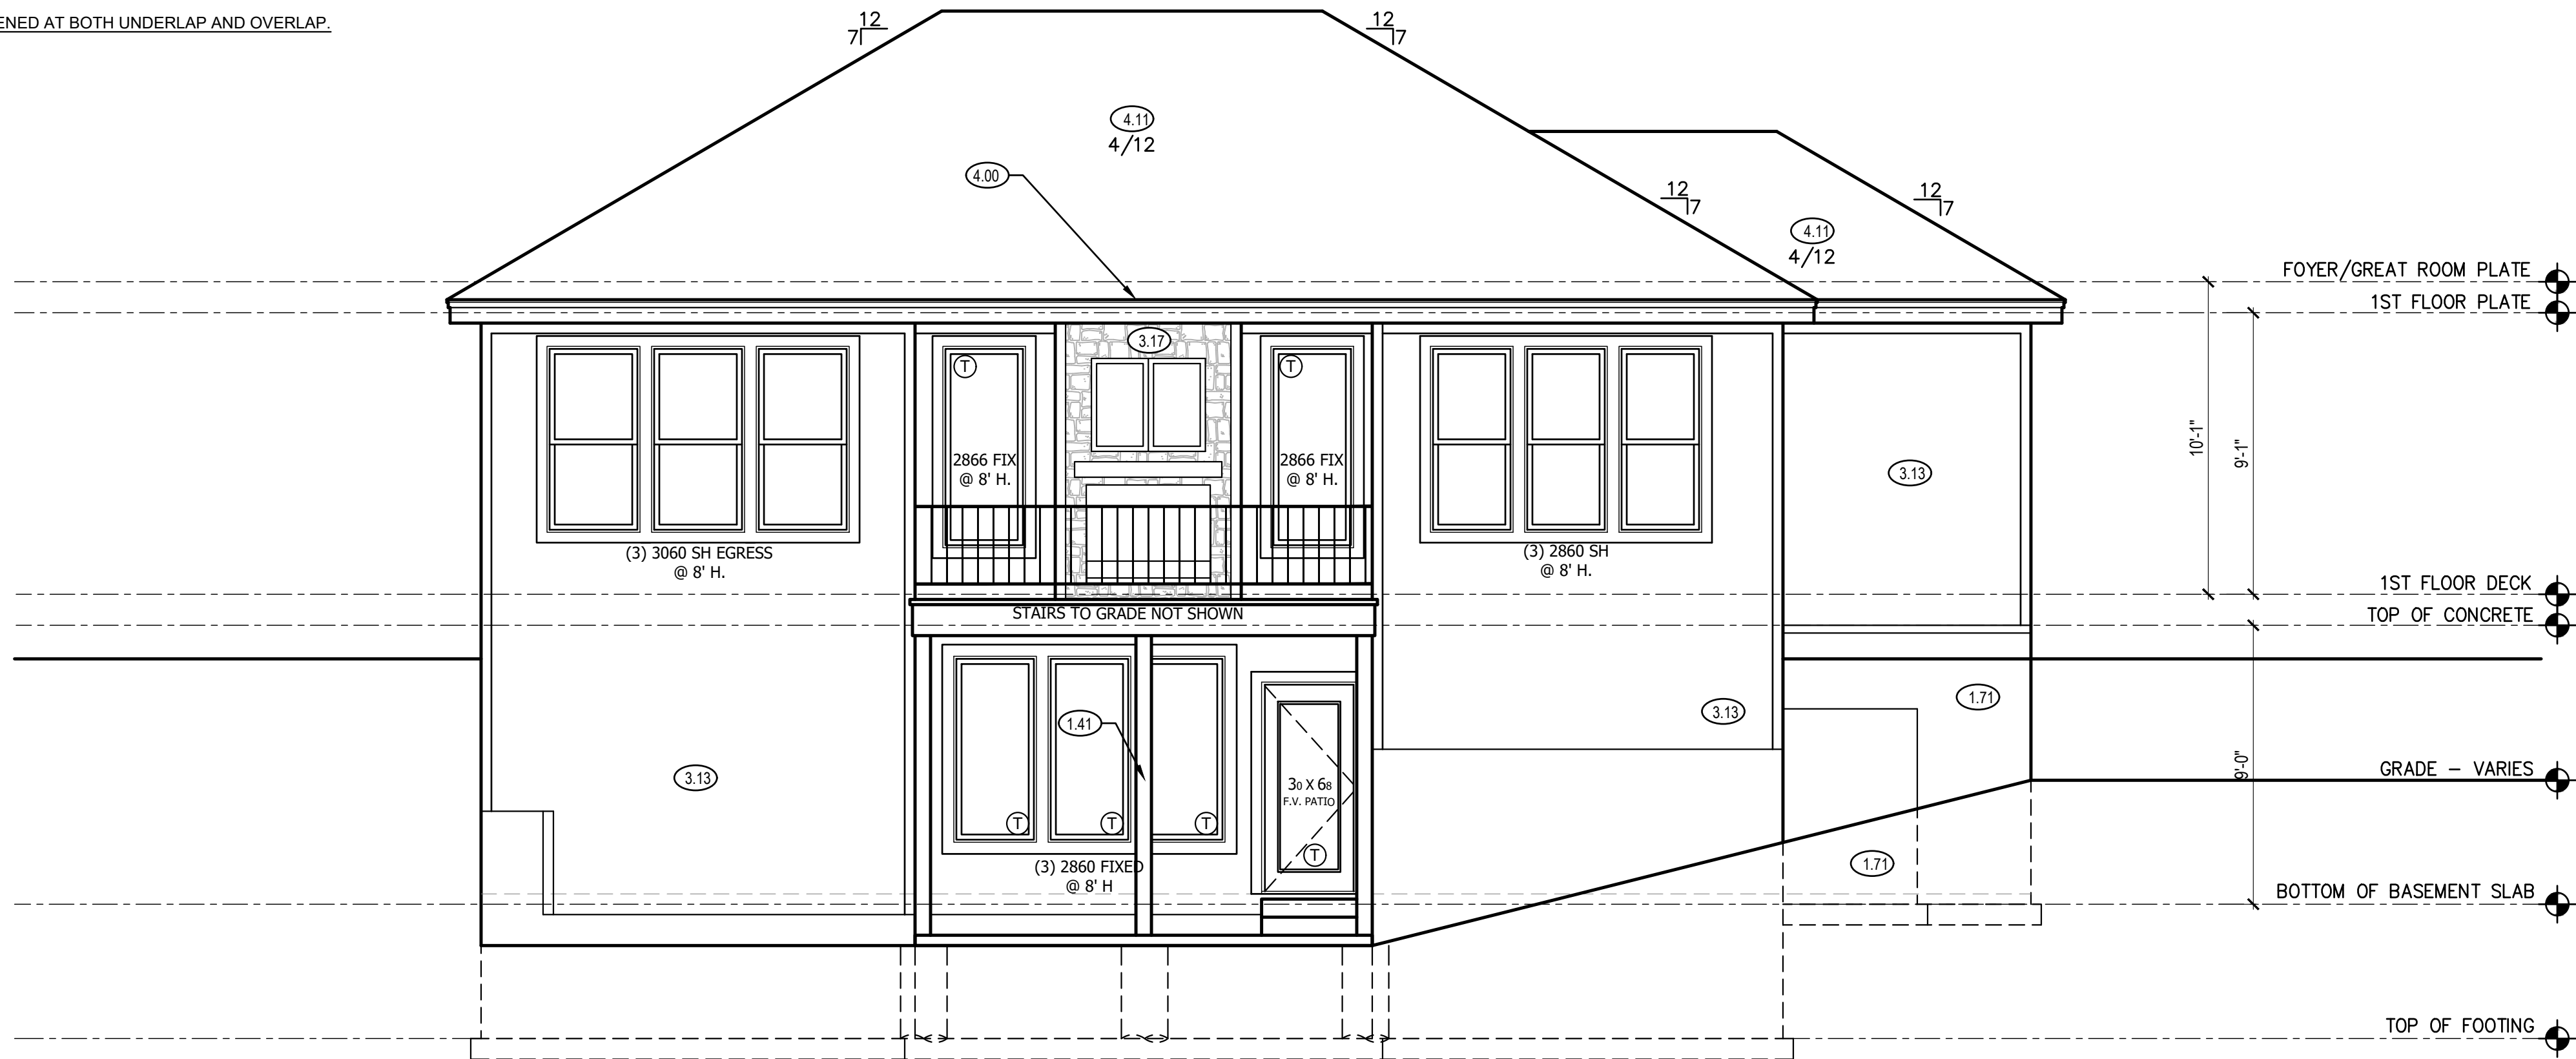 ENED AT BOTH UNDERLAP AND OVERLAP.
12
7
12
7
4.11
4/12
4.00
12
7
12
7
4.11
4/12
FOYER/GREAT ROOM PLATE
1ST FLOOR PLATE
3.17
T
T
10'-1"
9'-1"
2866 FIX
@ 8' H.
2866 FIX
@ 8' H.
3.13
(3) 3060 SH EGRESS
@ 8' H.
(3) 2860 SH
@ 8' H.
1ST FLOOR DECK
STAIRS TO GRADE NOT SHOWN
TOP OF CONCRETE
1.71
3.13
1.41
3.13
9'-0"
GRADE - VARIES
30 X 68
F.V. PATIO
T
T
T
T
(3) 2860 FIXED
@ 8' H
1.71
BOTTOM OF BASEMENT SLAB
TOP OF FOOTING